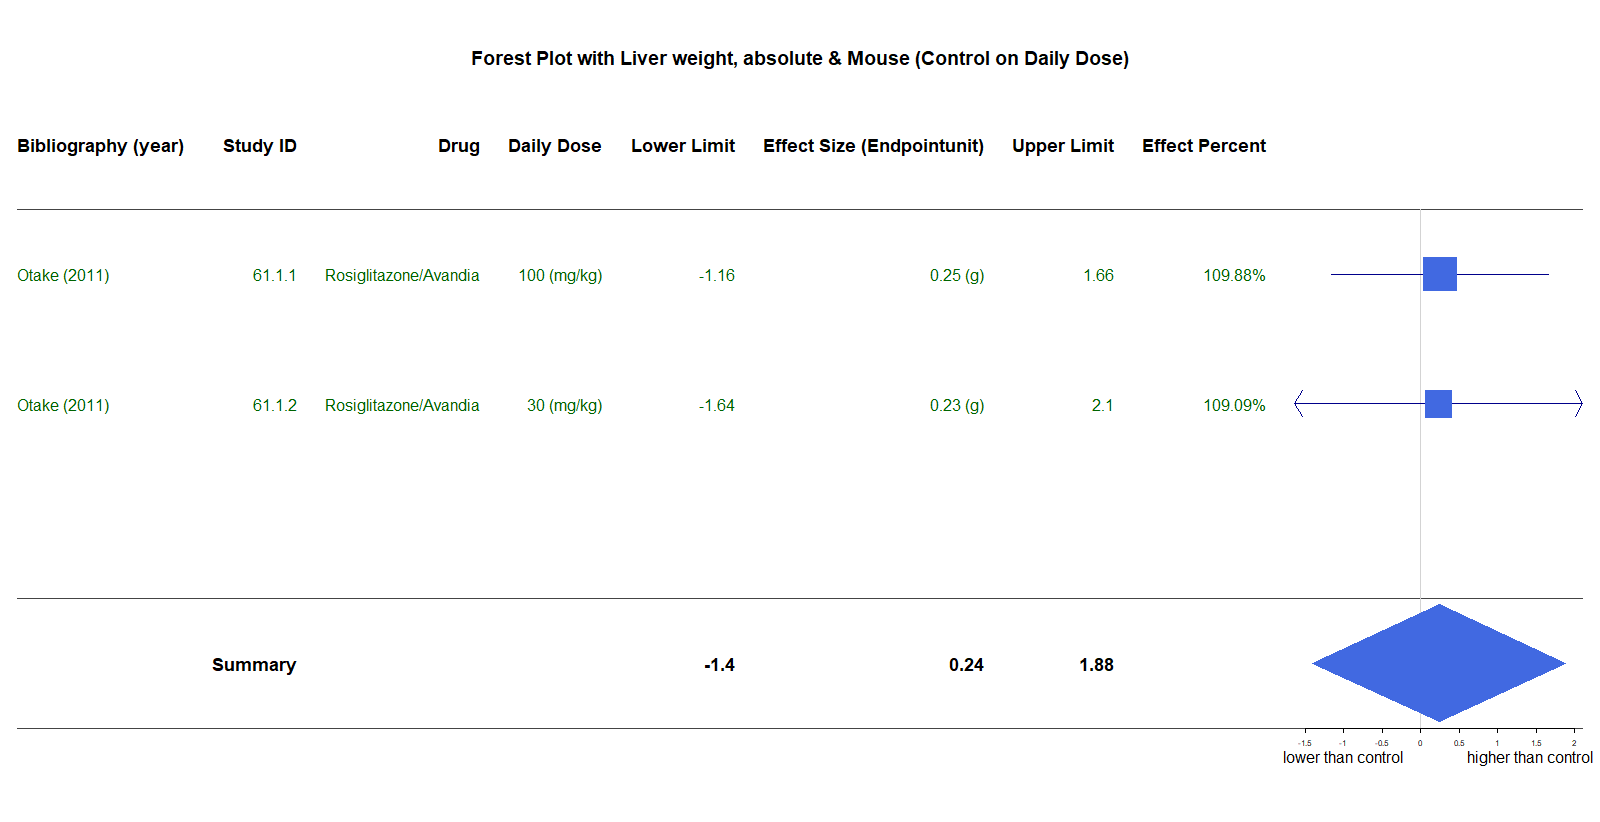 Forest Plot with Liver weight, absolute & Mouse (Control on Daily Dose)
Bibliography (year) Study ID Drug Daily Dose Lower Limit Effect Size (Endpointunit) Upper Limit Effect Percent
Otake (2011) 61.1.1 Rosiglitazone/Avandia 100 (mg/kg) -1.16 0.25 (g) 1.66 109.88%
Otake (2011) 61.1.2 Rosiglitazone/Avandia 30 (mg/kg) -1.64 0.23 (g) 2.1 109.09%
Summary -1.4 0.24 1.88
-1.5 -1 -0.5 0 0.5 1 1.5 2
lower than control higher than control